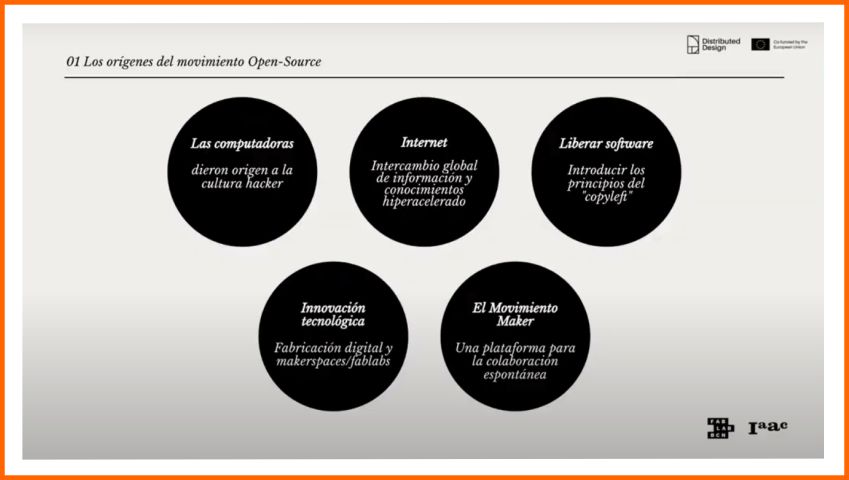 01 Los orígenes del movimiento Open-Source
Distributed
Design
Co-funded by the
European Union
Las computadoras
dieron origen a la
cultura hacker
Internet
Intercambio global
de información y
conocimientos
hiperacelerado
Liberar software
Introducir los
principios del
"copyleft"
Innovación
tecnológica
Fabricación digital y
makerspaces/fablabs
El Movimiento
Maker
Una plataforma para
la colaboración
espontánea
FAB
LAB
BCN
Iaac